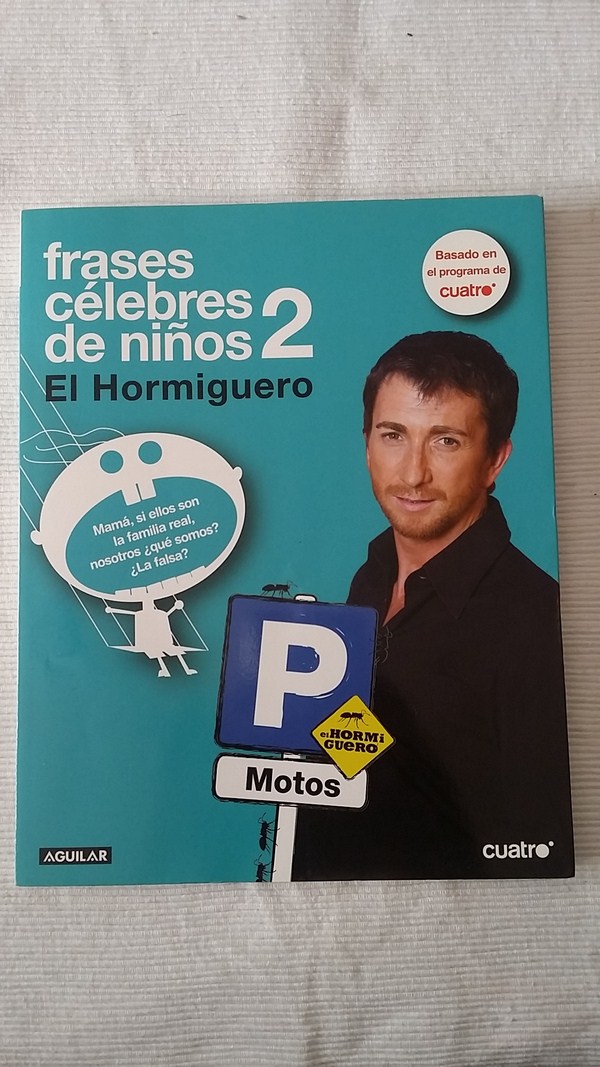 frases
célebres
de niños 2
El Hormiguero
Basado en
el programa de
cuatro
Mamá, si ellos son
la familia real,
nosotros ¿qué somos?
¿La falsa?
P
el HORMi
GUERO
Motos
AGUILAR
cuatro